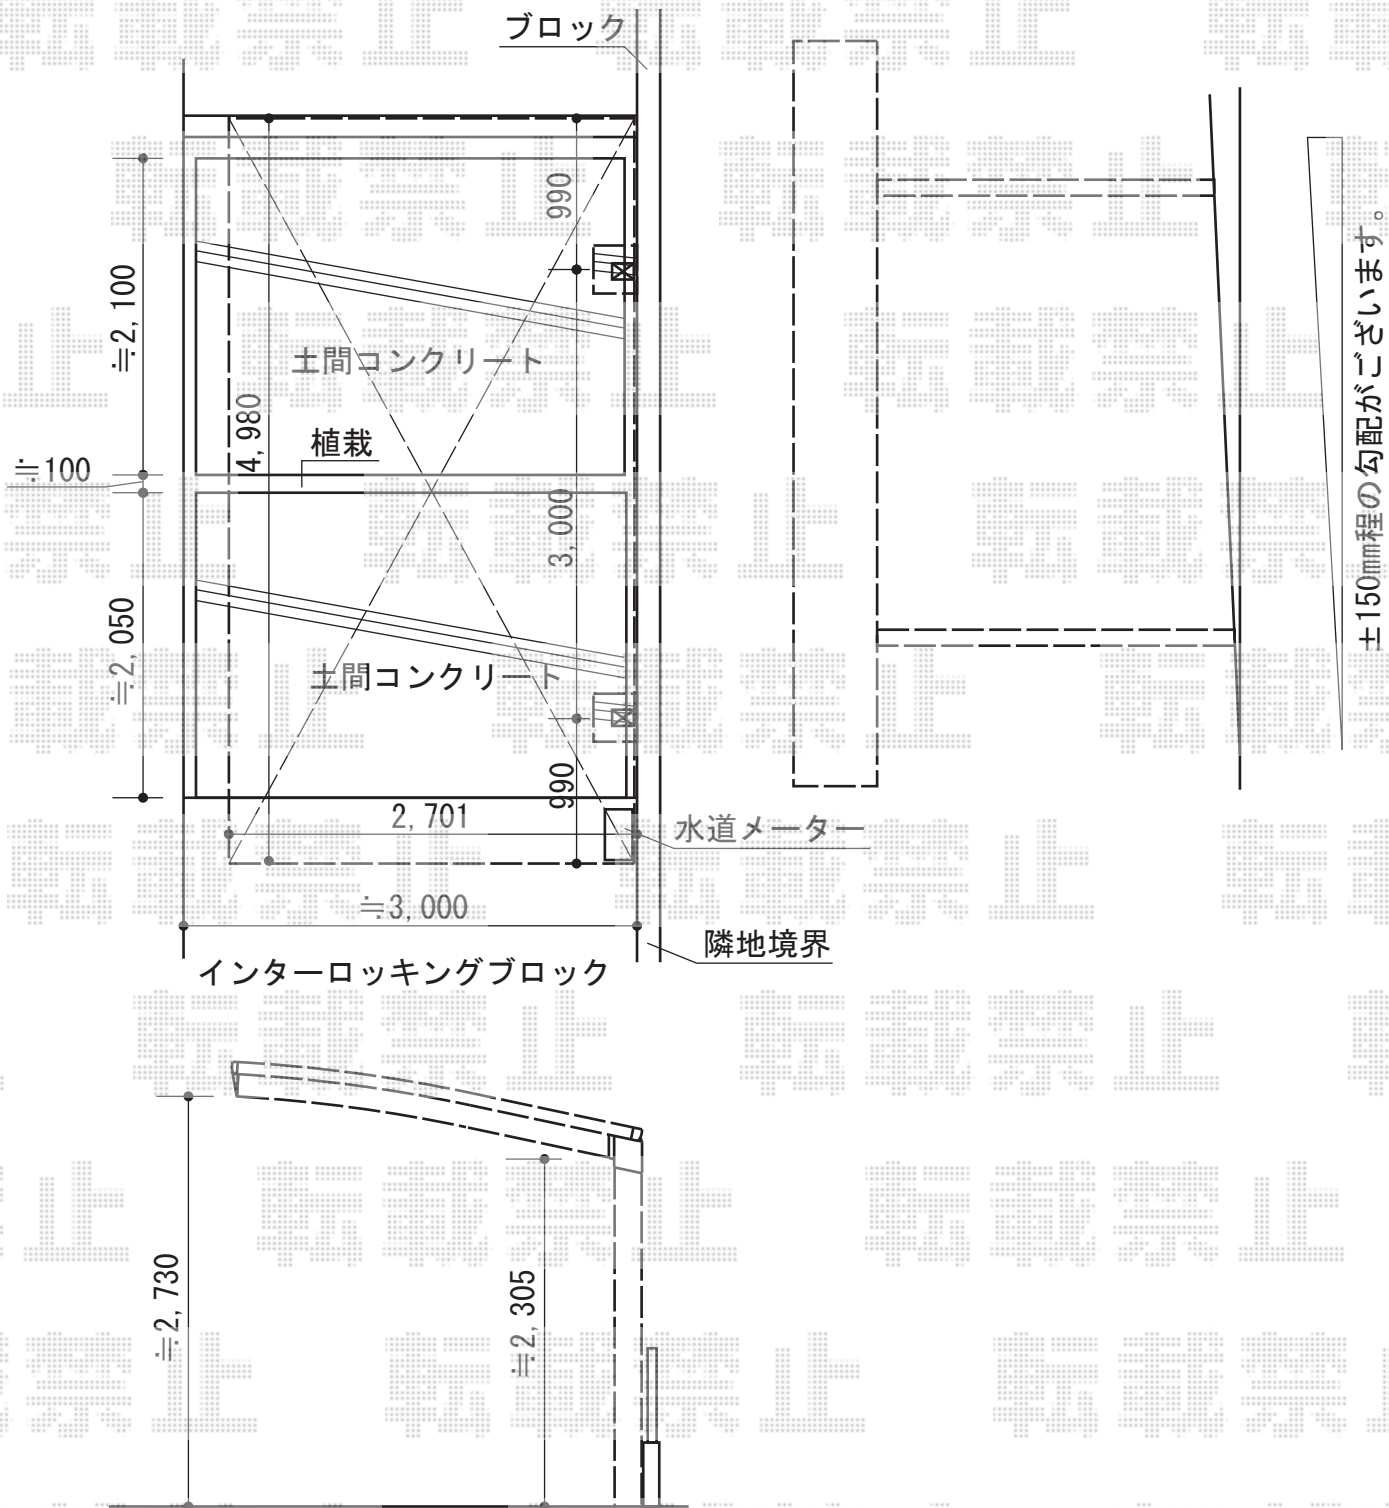 ブロック
990
≒2,100
土間コンクリート
4,980
植栽
≒100
3,000
≒2,050
土間コンクリート
990
2,701
水道メーター
≒3,000
隣地境界
インターロッキングブロック
±150mm程の勾配がございます。
≒2,730
≒2,305
転載禁止